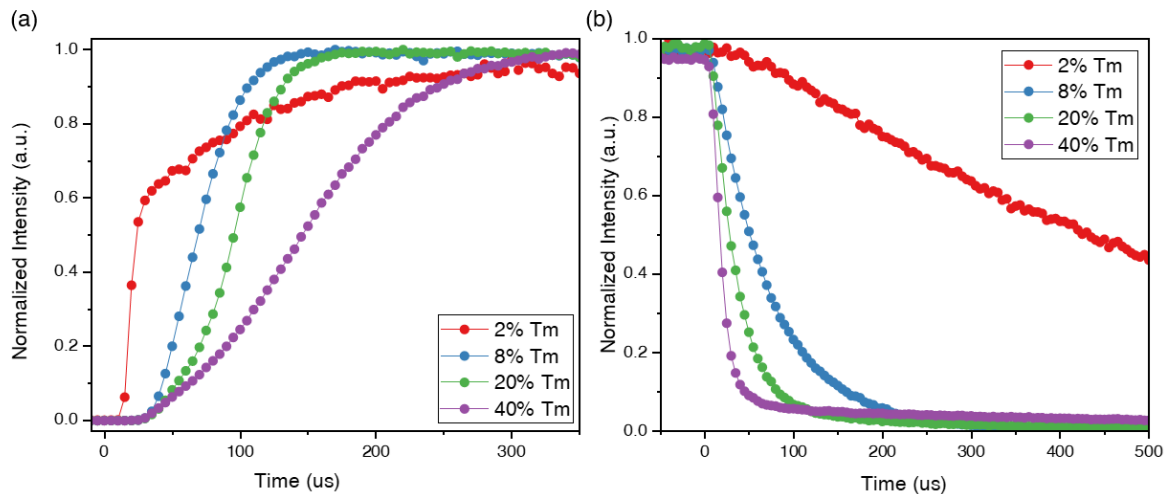 (a)
Normalized Intensity (a.u.)
1.0
0.8
0.6
0.4
0.2
0.0
0
100
200
300
Time (us)
2% Tm
8% Tm
20% Tm
40% Tm
(b)
Normalized Intensity (a.u.)
1.0
0.8
0.6
0.4
0.2
0.0
0
100
200
300
400
500
Time (us)
2% Tm
8% Tm
20% Tm
40% Tm